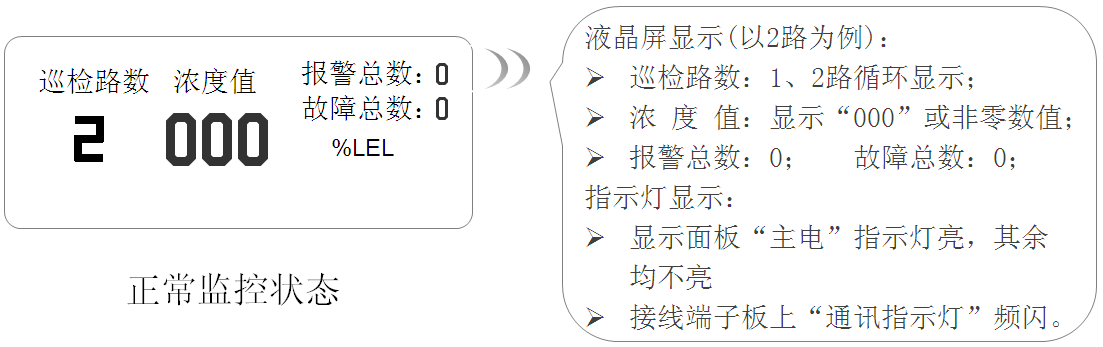 巡检路数 浓度值 报警总数：0
故障总数：0
2 000 %LEL
正常监控状态
液晶屏显示(以2路为例)：
➢ 巡检路数：1、2路循环显示；
➢ 浓 度 值：显示“000”或非零数值；
➢ 报警总数：0； 故障总数：0；
指示灯显示：
➢ 显示面板“主电”指示灯亮，其余
均不亮
➢ 接线端子板上“通讯指示灯”频闪。